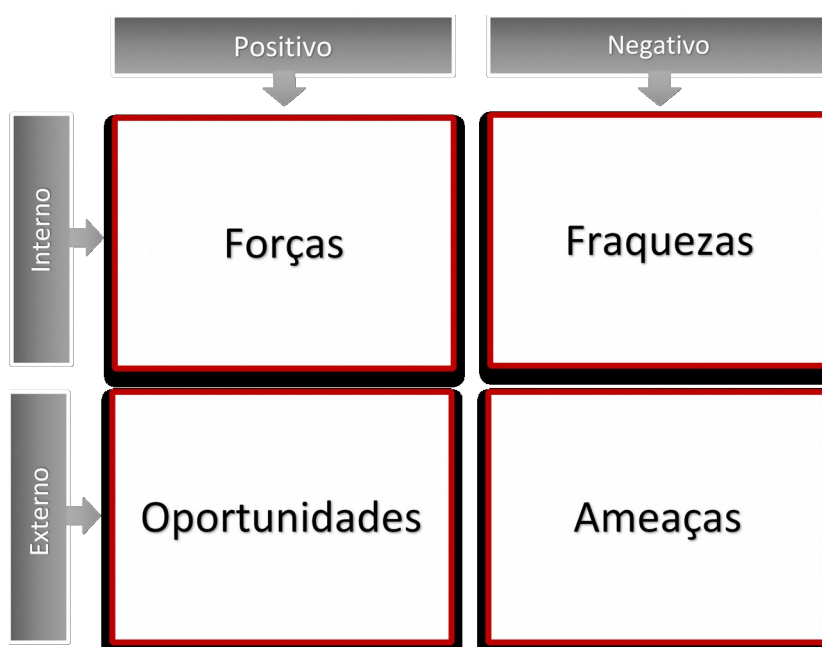 Positivo
Negativo
Interno
Forças
Fraquezas
Externo
Oportunidades
Ameaças